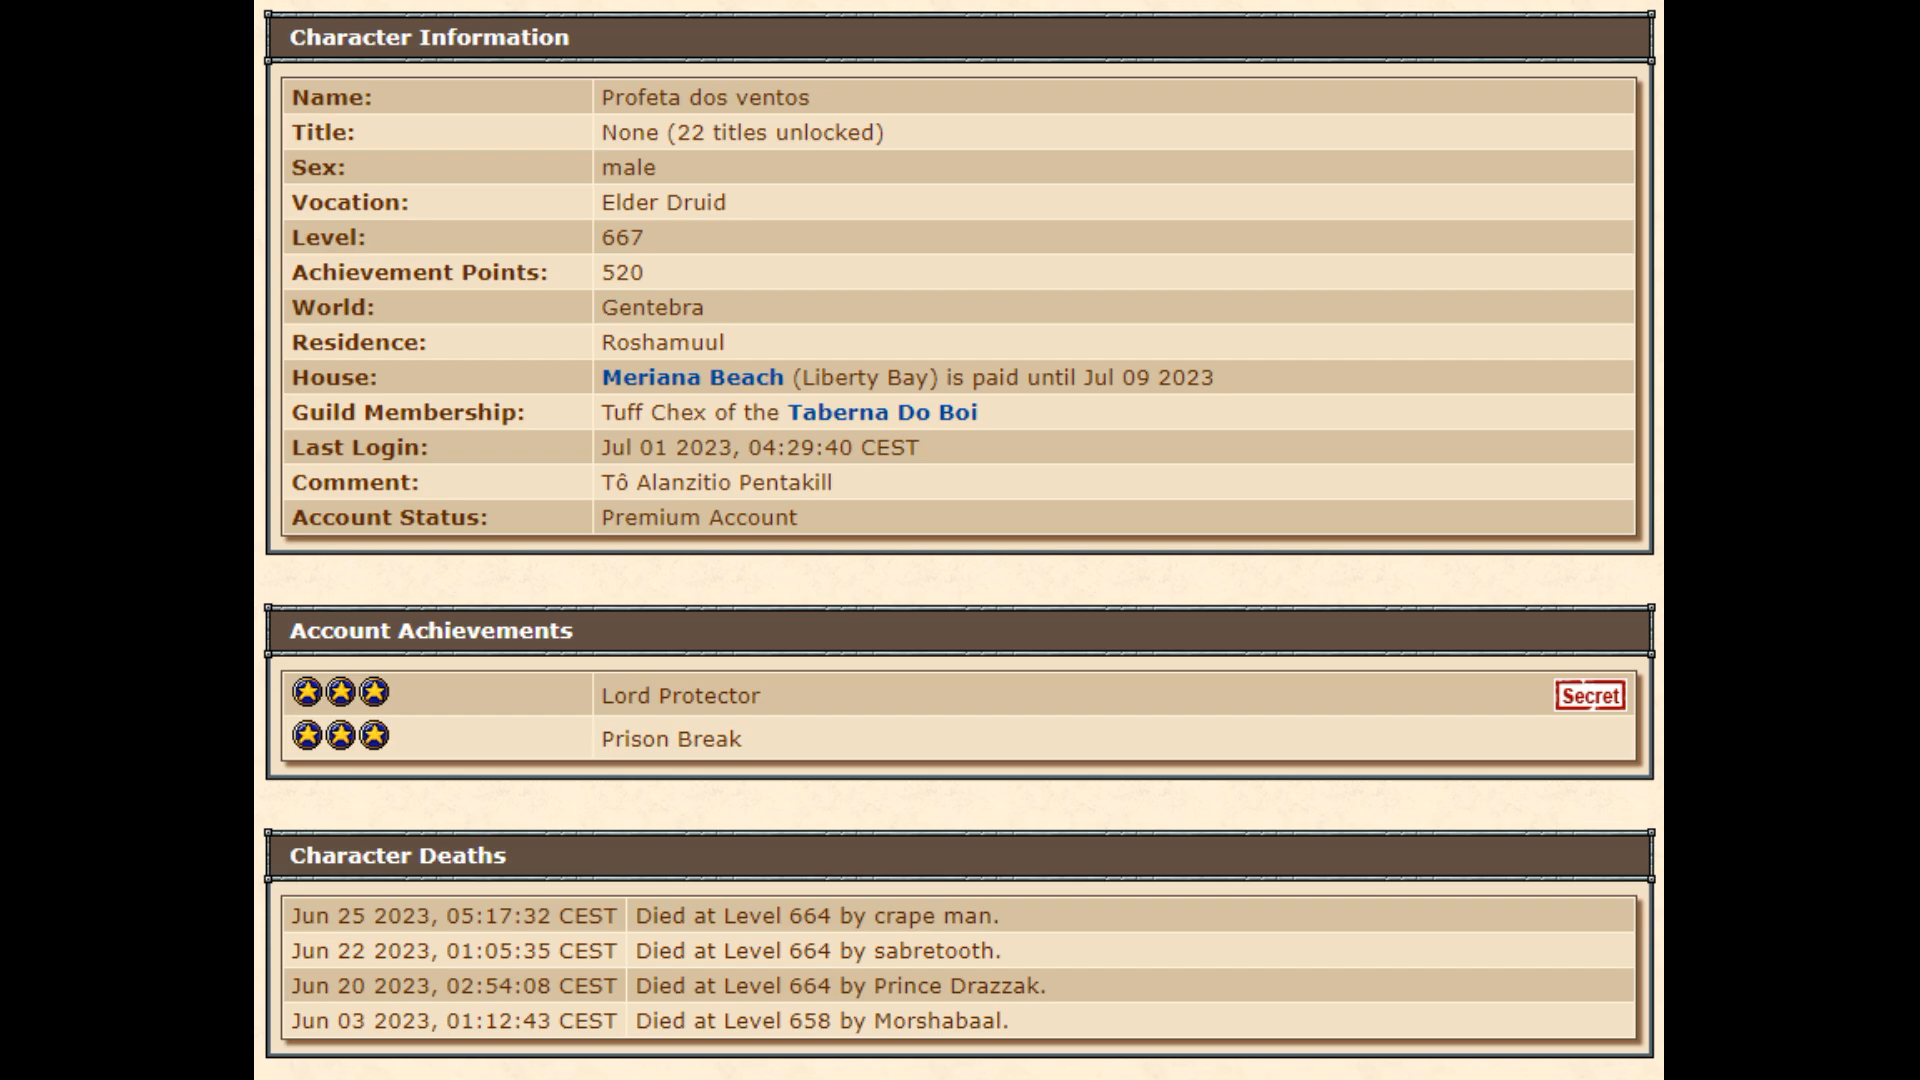 Character Information
Name: Profeta dos ventos
Title: None (22 titles unlocked)
Sex: male
Vocation: Elder Druid
Level: 667
Achievement Points: 520
World: Gentebra
Residence: Roshamuul
House: Meriana Beach (Liberty Bay) is paid until Jul 09 2023
Guild Membership: Tuff Chex of the Taberna Do Boi
Last Login: Jul 01 2023, 04:29:40 CEST
Comment: Tô Alanzitio Pentakill
Account Status: Premium Account
Account Achievements
Lord Protector Secret
Prison Break
Character Deaths
Jun 25 2023, 05:17:32 CEST Died at Level 664 by crape man.
Jun 22 2023, 01:05:35 CEST Died at Level 664 by sabretooth.
Jun 20 2023, 02:54:08 CEST Died at Level 664 by Prince Drazzak.
Jun 03 2023, 01:12:43 CEST Died at Level 658 by Morshabaal.